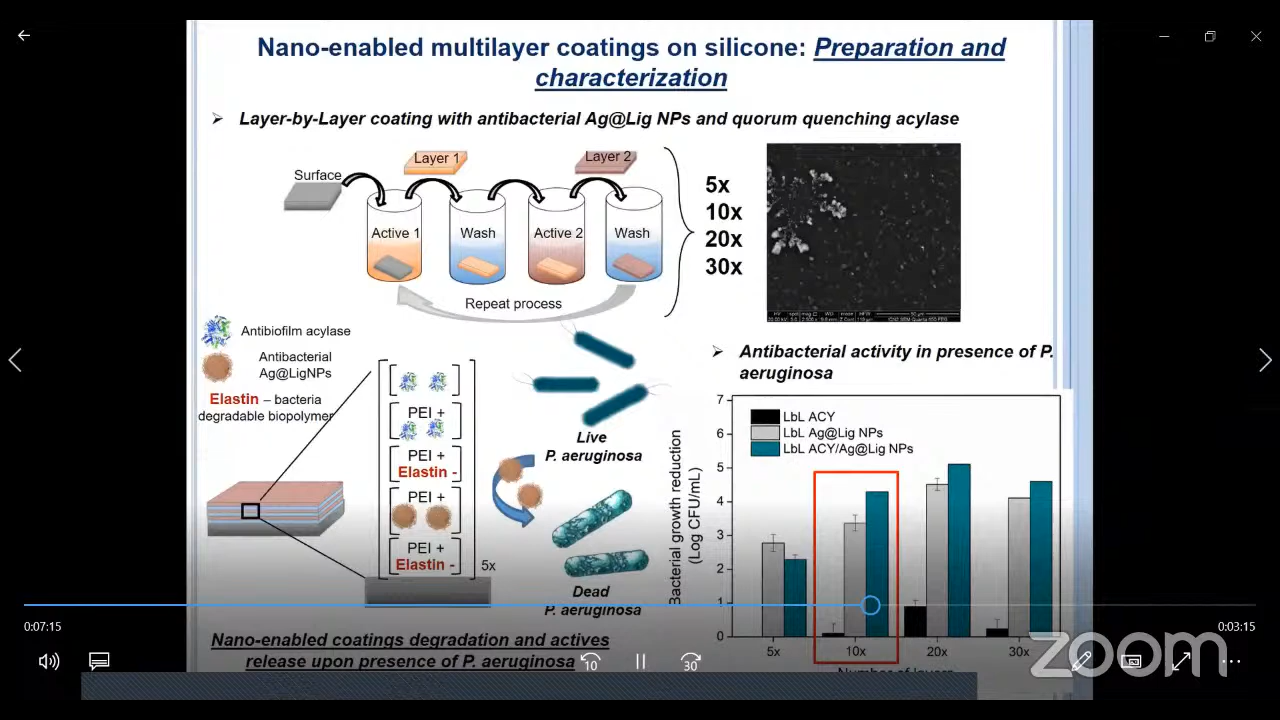 Nano-enabled multilayer coatings on silicone: Preparation and
characterization
➢ Layer-by-Layer coating with antibacterial Ag@Lig NPs and quorum quenching acylase
Surface
Layer 1
Layer 2
Active 1
Wash
Active 2
Wash
Repeat process
5x
10x
20x
30x
Antibiofilm acylase
Antibacterial
Ag@LigNPs
Elastin – bacteria
degradable biopolymer
PEI +
PEI +
Elastin -
PEI +
PEI +
Elastin -
5x
Live
P. aeruginosa
Dead
P. aeruginosa
Nano-enabled coatings degradation and actives
release upon presence of P. aeruginosa
➢ Antibacterial activity in presence of P.
aeruginosa
Bacterial growth reduction
(Log CFU/mL)
7
6
5
4
3
2
1
0
LbL ACY
LbL Ag@Lig NPs
LbL ACY/Ag@Lig NPs
5x
10x
20x
30x
Number of layers
0:07:15
0:03:15
10
30
zoom